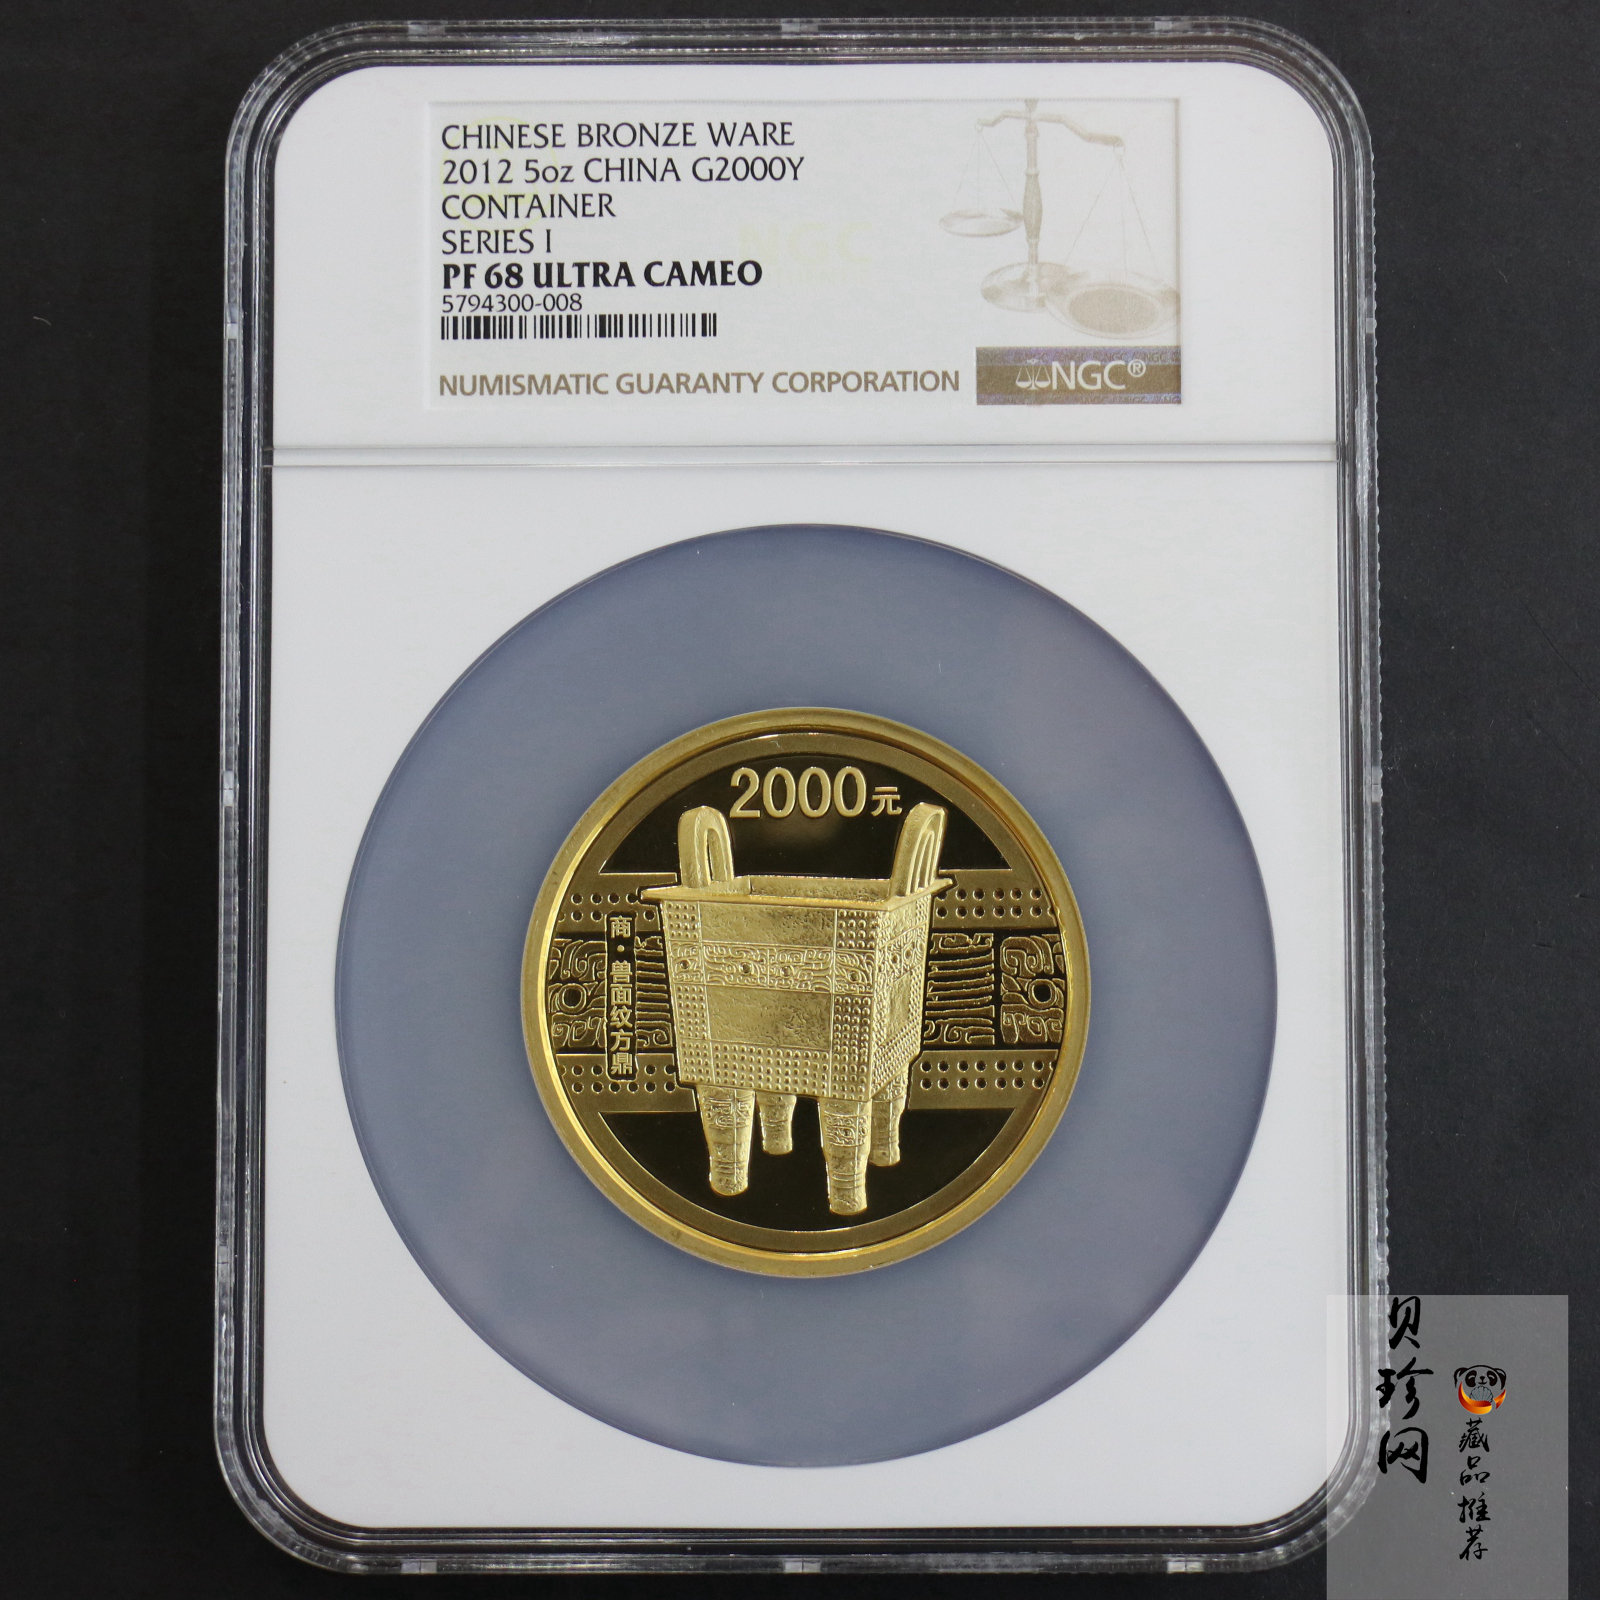 CHINESE BRONZE WARE
2012 5oz CHINA G2000Y
CONTAINER
SERIES I
PF 68 ULTRA CAMEO
5794300-008
NUMISMATIC GUARANTY CORPORATION
NGC®
2000元
商·兽面纹方鼎
贝珍网
藏品推荐